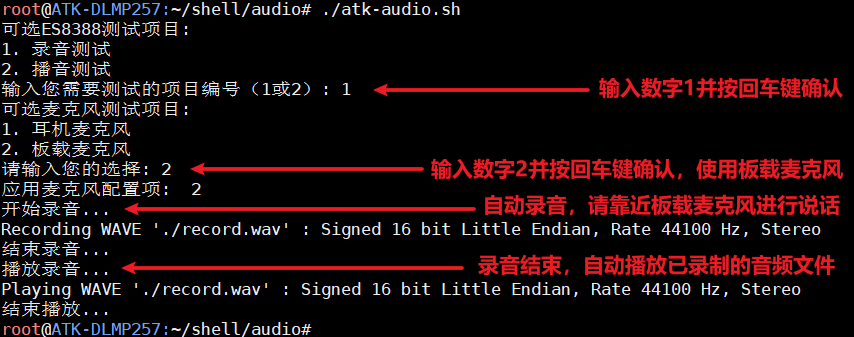 root@ATK-DLMP257:~/shell/audio# ./atk-audio.sh
可选ES8388测试项目:
1. 录音测试
2. 播音测试
输入您需要测试的项目编号（1或2）: 1
输入数字1并按回车键确认
可选麦克风测试项目:
1. 耳机麦克风
2. 板载麦克风
请输入您的选择: 2
输入数字2并按回车键确认，使用板载麦克风
应用麦克风配置项:  2
开始录音...
自动录音，请靠近板载麦克风进行说话
Recording WAVE './record.wav' : Signed 16 bit Little Endian, Rate 44100 Hz, Stereo
结束录音...
播放录音...
录音结束，自动播放已录制的音频文件
Playing WAVE './record.wav' : Signed 16 bit Little Endian, Rate 44100 Hz, Stereo
结束播放...
root@ATK-DLMP257:~/shell/audio#